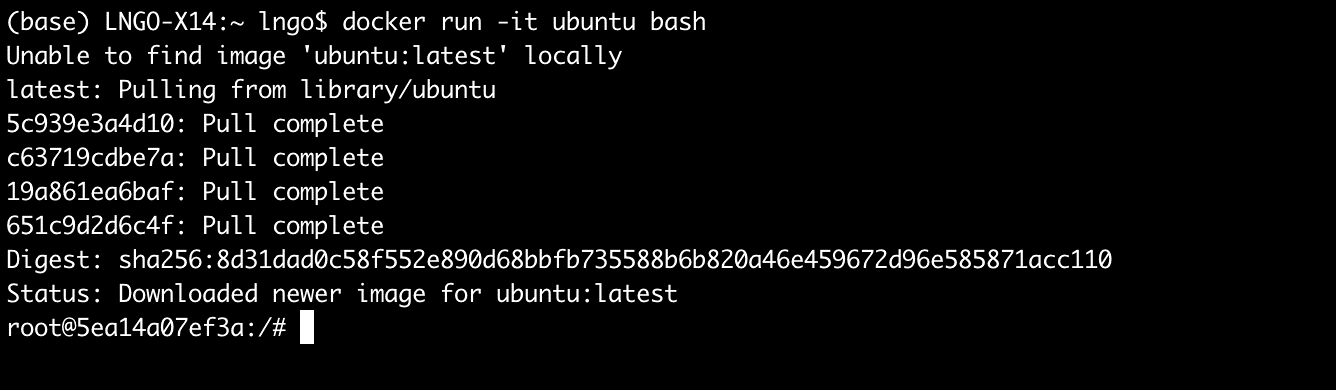 (base) LNGO-X14:~ lngo$ docker run -it ubuntu bash
Unable to find image 'ubuntu:latest' locally
latest: Pulling from library/ubuntu
5c939e3a4d10: Pull complete
c63719cdbe7a: Pull complete
19a861ea6baf: Pull complete
651c9d2d6c4f: Pull complete
Digest: sha256:8d31dad0c58f552e890d68bbfb735588b6b820a46e459672d96e585871acc110
Status: Downloaded newer image for ubuntu:latest
root@5ea14a07ef3a:/#